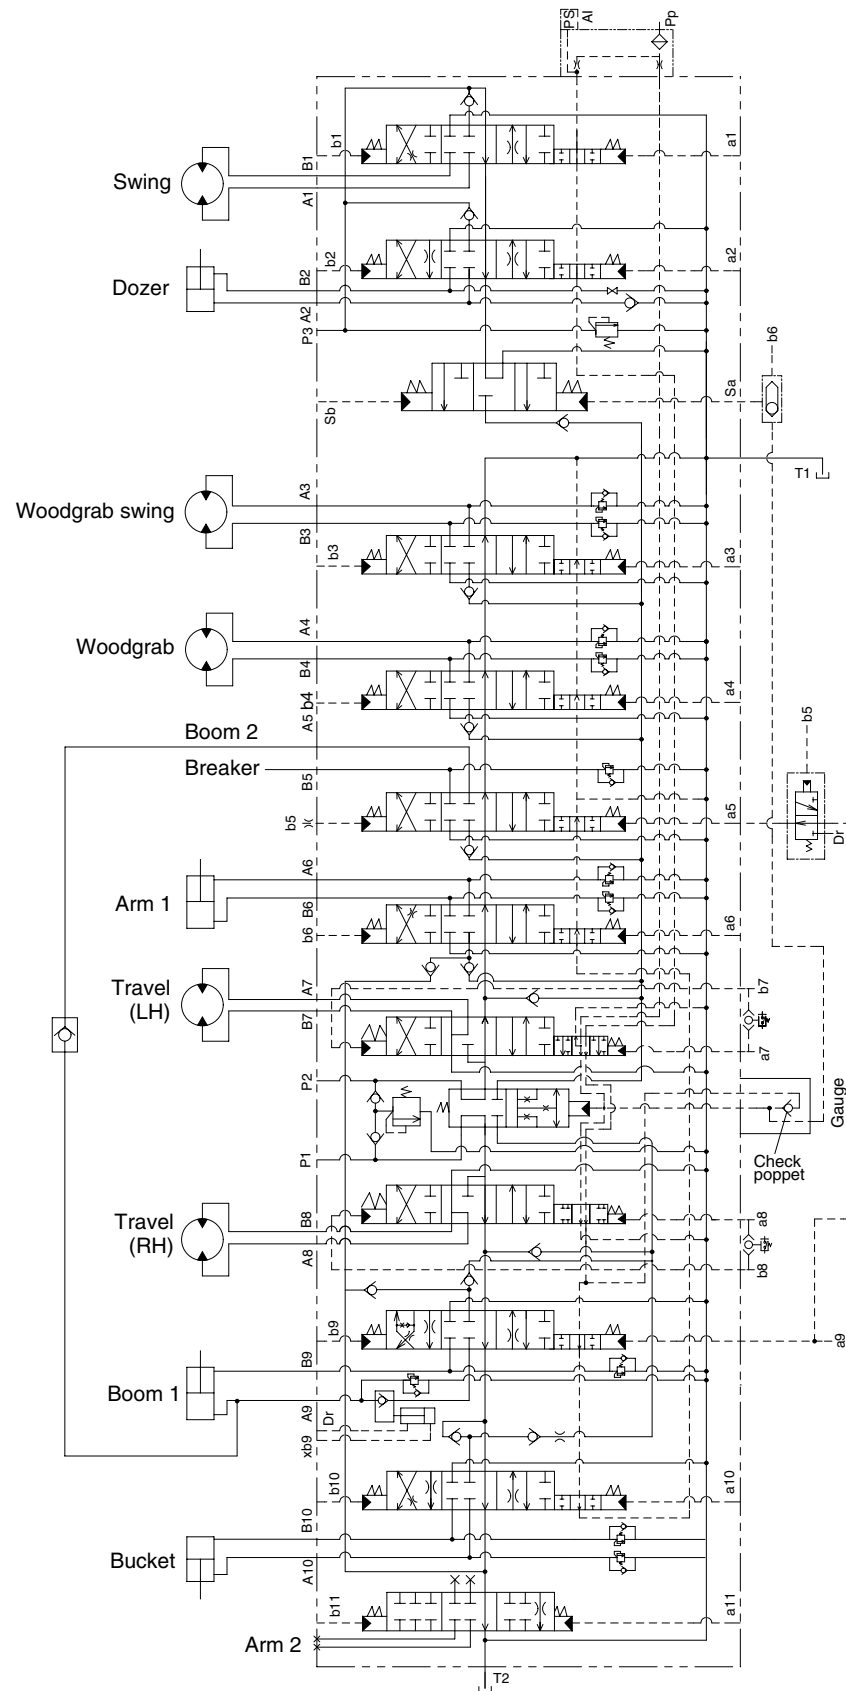 PS
AI
Pp
b1
a1
B1
Swing
A1
b2
a2
B2
Dozer
A2
P3
b6
Sb
Sa
T1
A3
Woodgrab swing
B3
b3
a3
A4
Woodgrab
B4
b4
a4
A5
Boom 2
b5
Breaker
B5
b5
a5
Dr
A6
Arm 1
B6
b6
a6
Travel
(LH)
A7
b7
B7
a7
P2
Gauge
P1
Check
poppet
Travel
(RH)
B8
a8
A8
b8
b9
a9
B9
Boom 1
A9
Dr
xb9
b10
a10
B10
Bucket
A10
b11
a11
Arm 2
T2